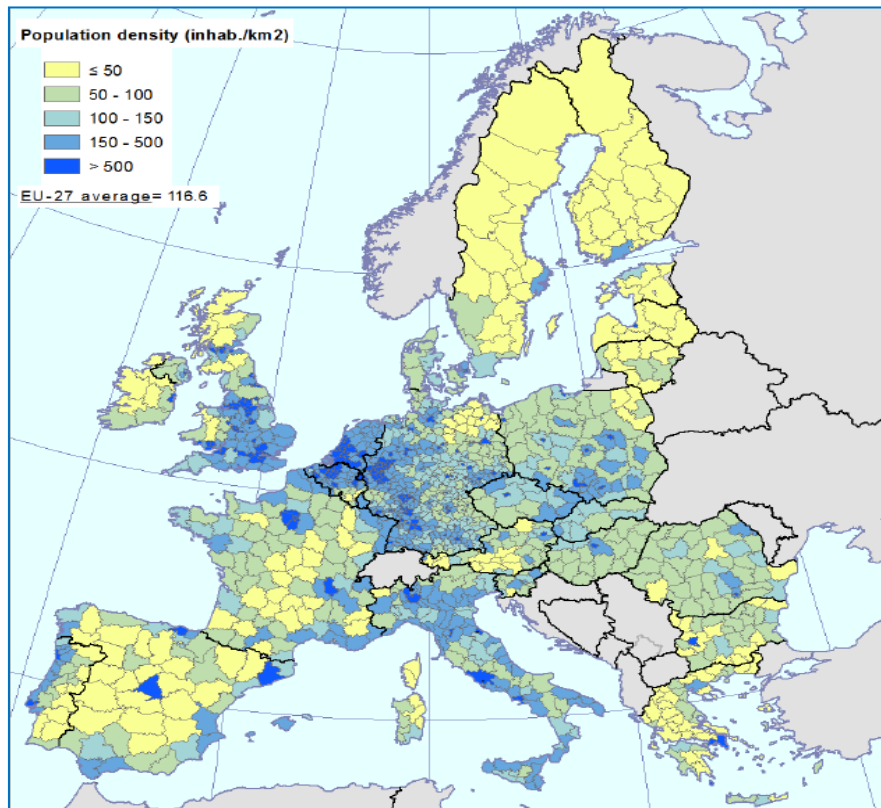 Population density (inhab./km2)
≤ 50
50 - 100
100 - 150
150 - 500
> 500
EU-27 average= 116.6